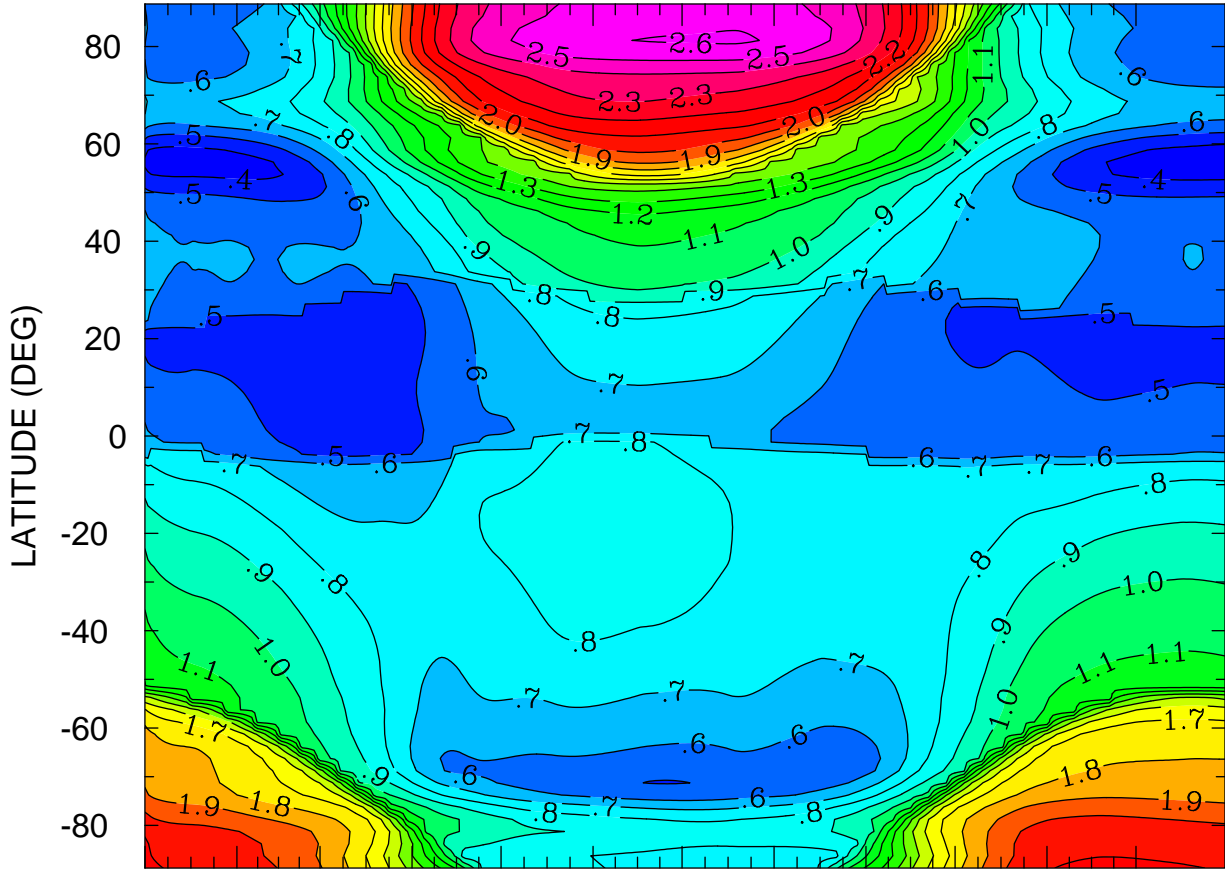 80
60
40
20
0
-20
-40
-60
-80
LATITUDE (DEG)
2.6
2.5 2.5
.7 1.1 2.2
.6 .6
2.3 2.3
.7 2.0 2.0 .6
.5 .8 1.0 .8
1.9 1.9
.4 1.3 1.3 .4
.5 .5
.6 1.2 .9 .7
1.1
.9 1.0
.7
.8 .9 .6
.5 .8 .5
.6 .7 .5
.7 .8
.7 .5 .6 .6 .7 .7 .6
.8
.9 .8 .8 .9
1.0
.9
1.0 .8
1.1 1.1 1.1
.7 .7 .7
1.0
1.7 .6 .6 1.7
.9 .6 1.8
1.9 1.8 .8 .7 .6 .8 1.9